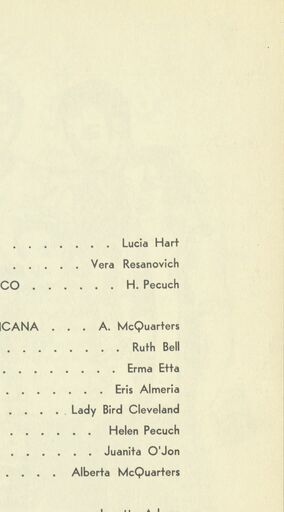 . . . . . . . Lucia Hart
. . . . . Vera Resanovich
CO . . . . . . H. Pecuch
ICANA . . . A. McQuarters
. . . . . . . . Ruth Bell
. . . . . . . . Erma Etta
. . . . . . . Eris Almeria
. . . . Lady Bird Cleveland
. . . . . . Helen Pecuch
. . . . . . Juanita O'Jon
. . . . Alberta McQuarters